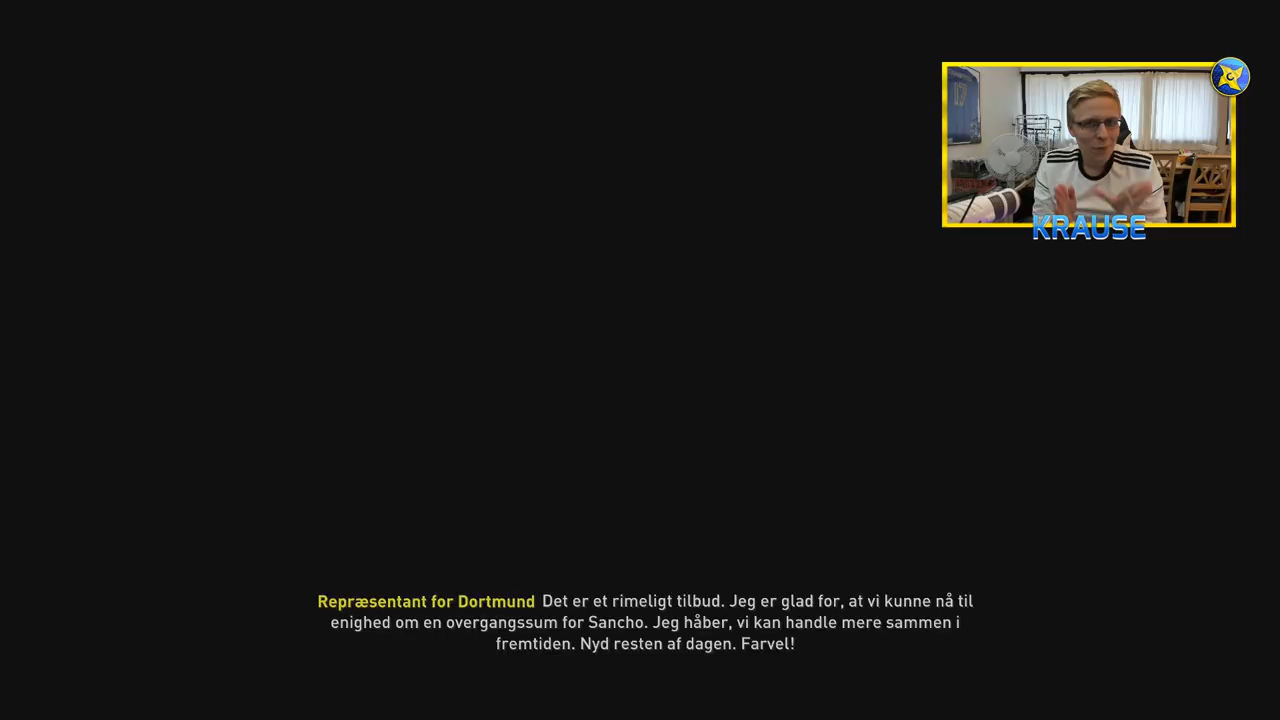 KRAUSE
Repræsentant for Dortmund Det er et rimeligt tilbud. Jeg er glad for, at vi kunne nå til
enighed om en overgangssum for Sancho. Jeg håber, vi kan handle mere sammen i
fremtiden. Nyd resten af dagen. Farvel!